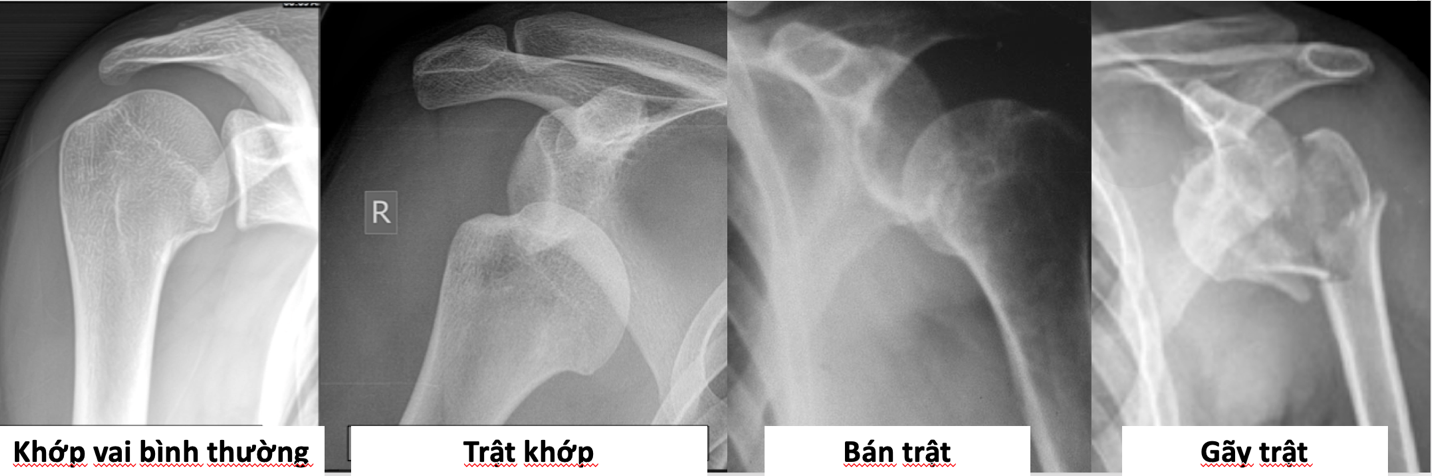 R
Khớp vai bình thường
Trật khớp
Bán trật
Gãy trật